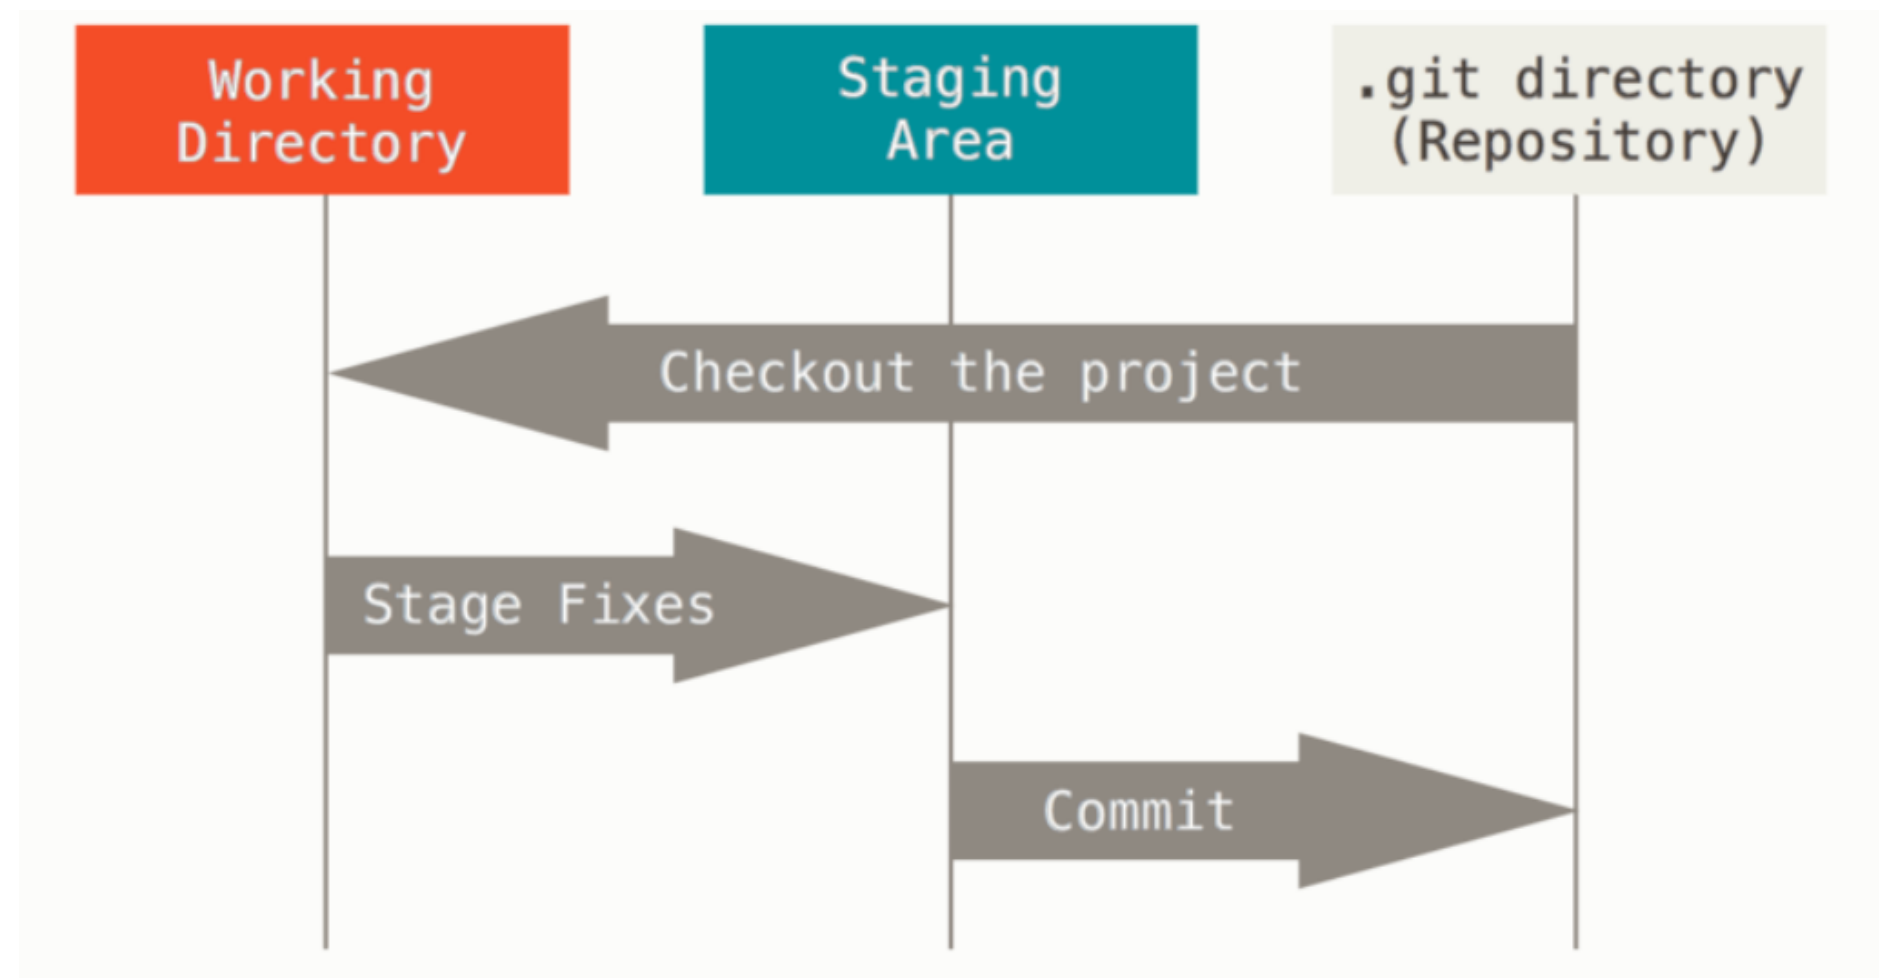 Working
Directory
Staging
Area
.git directory
(Repository)
Checkout the project
Stage Fixes
Commit